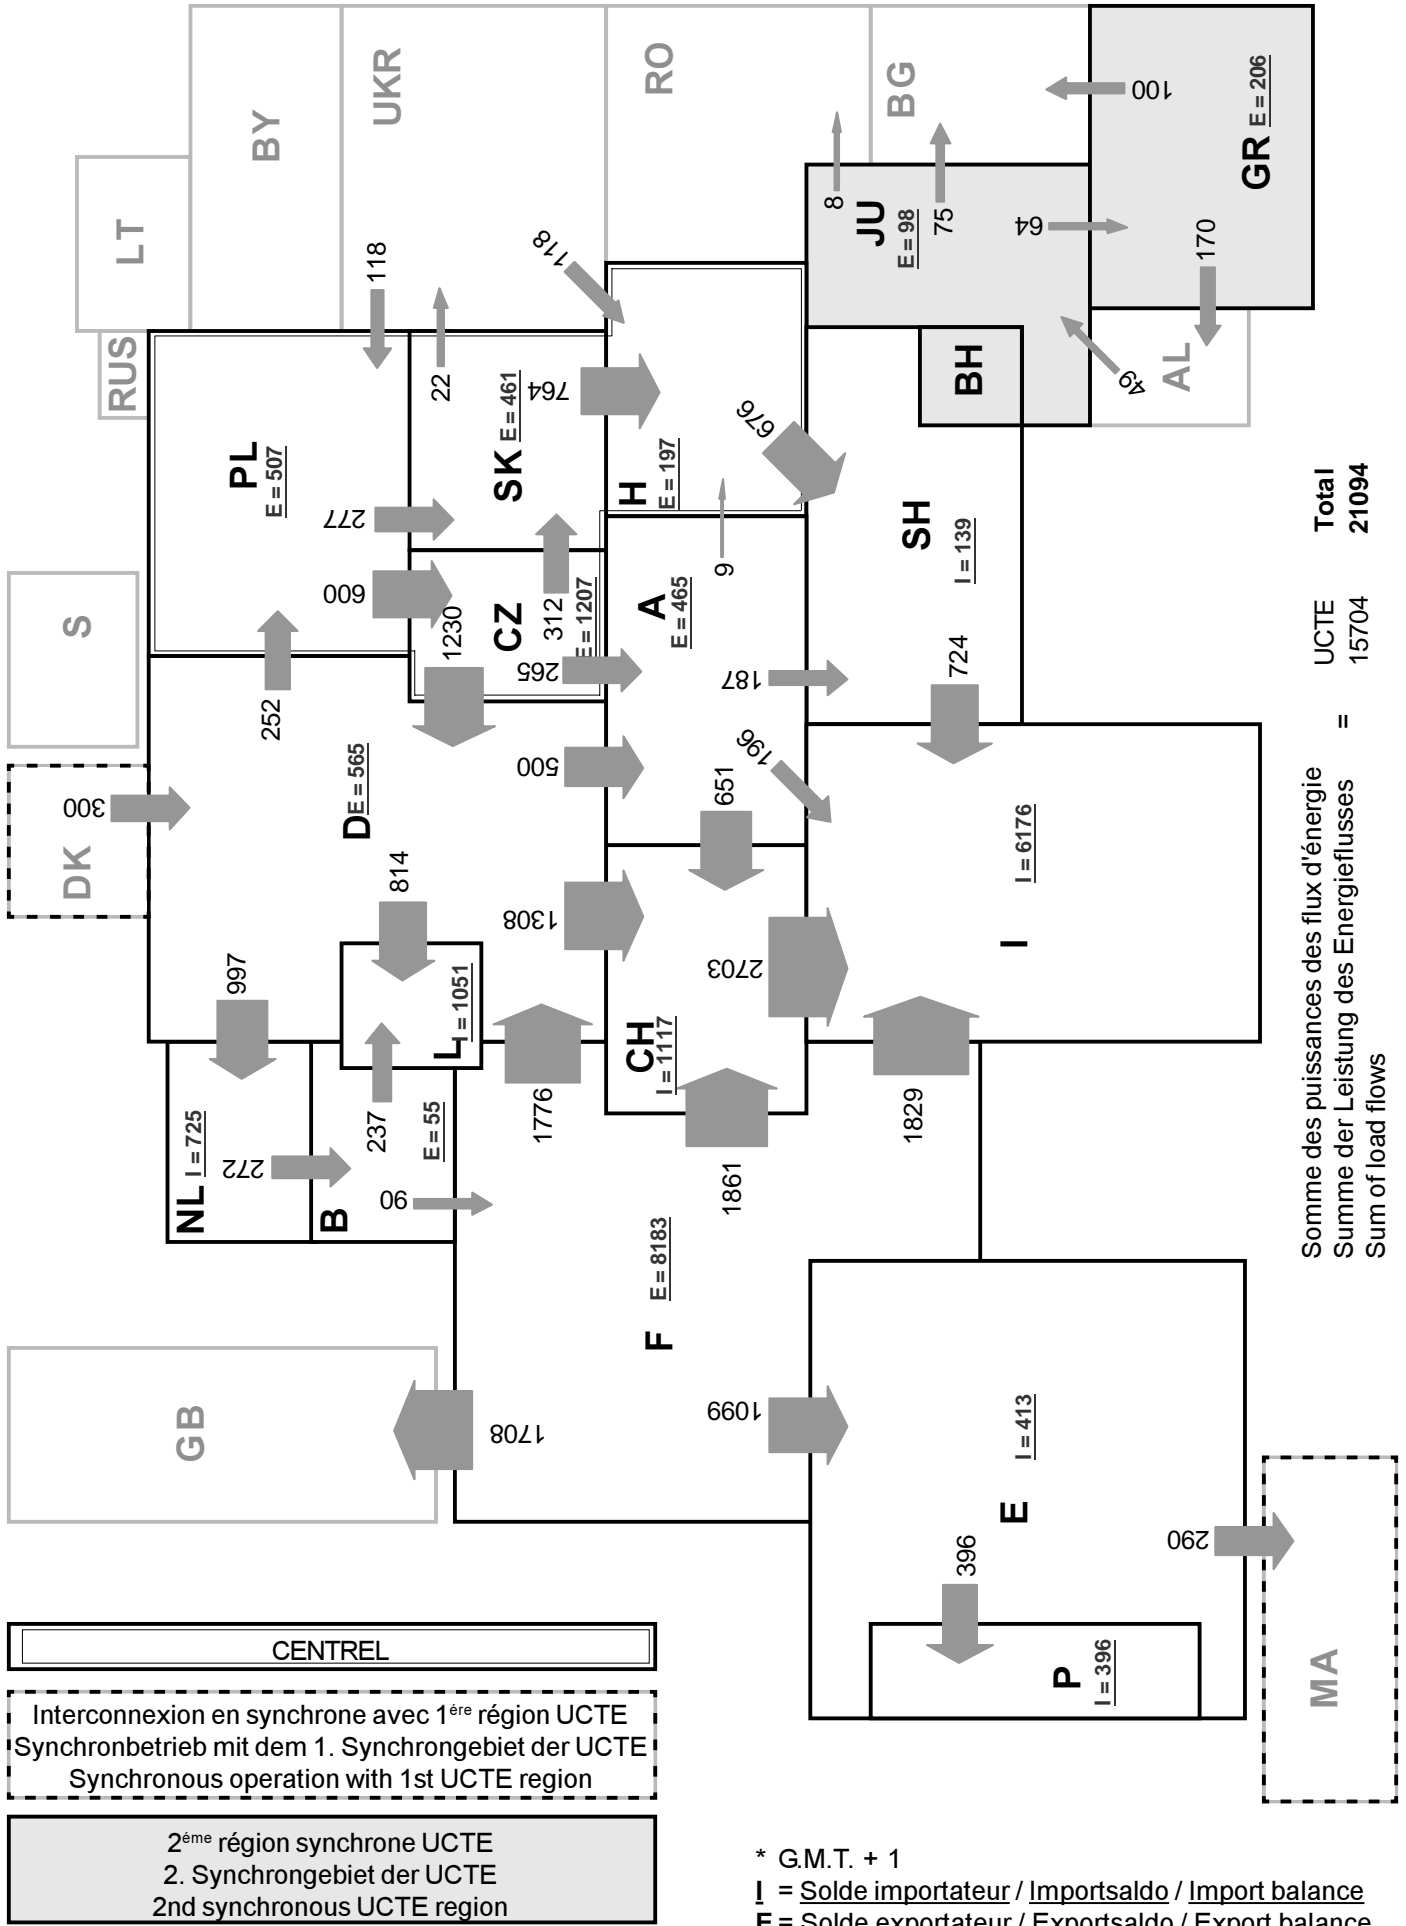 S
DK
300
GB
RUS
LT
BY
UKR
RO
BG
PL
E = 507
118
22
277
600
252
SK E = 461
764
118
CZ
312
E = 1207
1230
265
D E = 565
500
814
1308
997
NL I = 725
272
B
E = 55
237
90
L
I = 1051
1776
H
E = 197
676
A
E = 465
9
187
196
651
CH
I = 1117
2703
1861
1829
F
E = 8183
1708
1099
JU
E = 98
8
75
64
49
BH
AL
GR E = 206
100
170
SH
I = 139
724
I
I = 6176
E
I = 413
396
290
P
I = 396
MA
Somme des puissances des flux d'énergie
Summe der Leistung des Energieflusses
Sum of load flows
=
UCTE
15704
Total
21094
CENTREL
Interconnexion en synchrone avec 1ére région UCTE
Synchronbetrieb mit dem 1. Synchrongebiet der UCTE
Synchronous operation with 1st UCTE region
2éme région synchrone UCTE
2. Synchrongebiet der UCTE
2nd synchronous UCTE region
* G.M.T. + 1
I = Solde importateur / Importsaldo / Import balance
E = Solde exportateur / Exportsaldo / Export balance